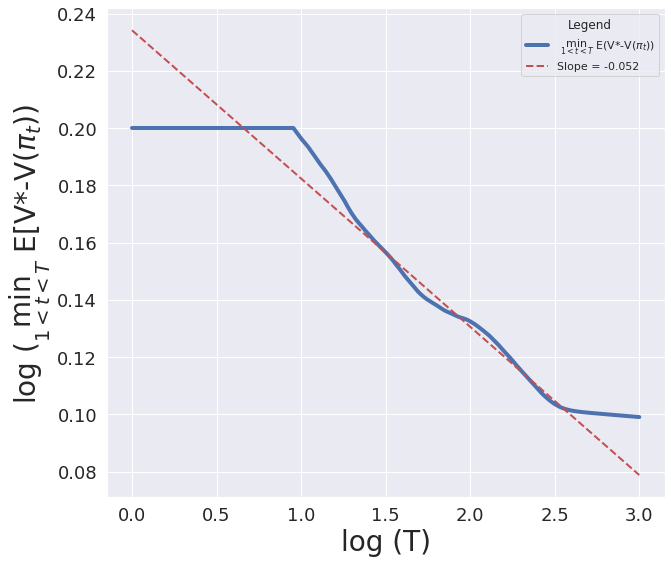 0.24
0.22
0.20
0.18
0.16
0.14
0.12
0.10
0.08
log ( min E[V*-V(π_t))
1<t<T
Legend
min E(V*-V(π_t))
1<t<T
Slope = -0.052
0.0 0.5 1.0 1.5 2.0 2.5 3.0
log (T)